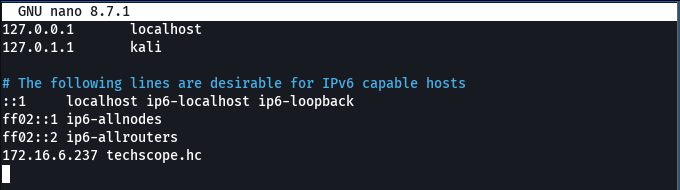 GNU nano 8.7.1
127.0.0.1       localhost
127.0.1.1       kali
# The following lines are desirable for IPv6 capable hosts
::1     localhost ip6-localhost ip6-loopback
ff02::1 ip6-allnodes
ff02::2 ip6-allrouters
172.16.6.237 techscope.hc